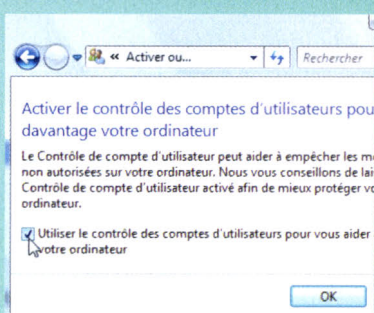 « Activer ou...
Rechercher
Activer le contrôle des comptes d'utilisateurs pou
davantage votre ordinateur
Le Contrôle de compte d'utilisateur peut aider à empêcher les m
non autorisées sur votre ordinateur. Nous vous conseillons de lai
Contrôle de compte d'utilisateur activé afin de mieux protéger vo
ordinateur.
Utiliser le contrôle des comptes d'utilisateurs pour vous aider
votre ordinateur
OK